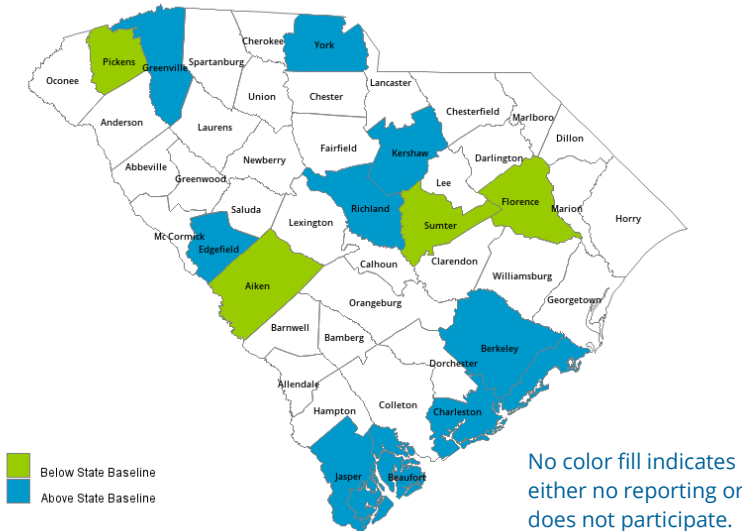 Cherokee
York
Pickens
Greenville
Spartanburg
Oconee
Lancaster
Union
Chester
Chesterfield
Marlboro
Anderson
Laurens
Dillon
Fairfield
Kershaw
Newberry
Darlington
Abbeville
Greenwood
Lee
Florence
Marion
Saluda
Richland
Horry
Lexington
Sumter
Mc Cormick
Edgefield
Clarendon
Calhoun
Williamsburg
Aiken
Georgetown
Orangeburg
Barnwell
Bamberg
Berkeley
Dorchester
Allendale
Colleton
Hampton
Charleston
Jasper
Beaufort
Below State Baseline
Above State Baseline
No color fill indicates
either no reporting or
does not participate.